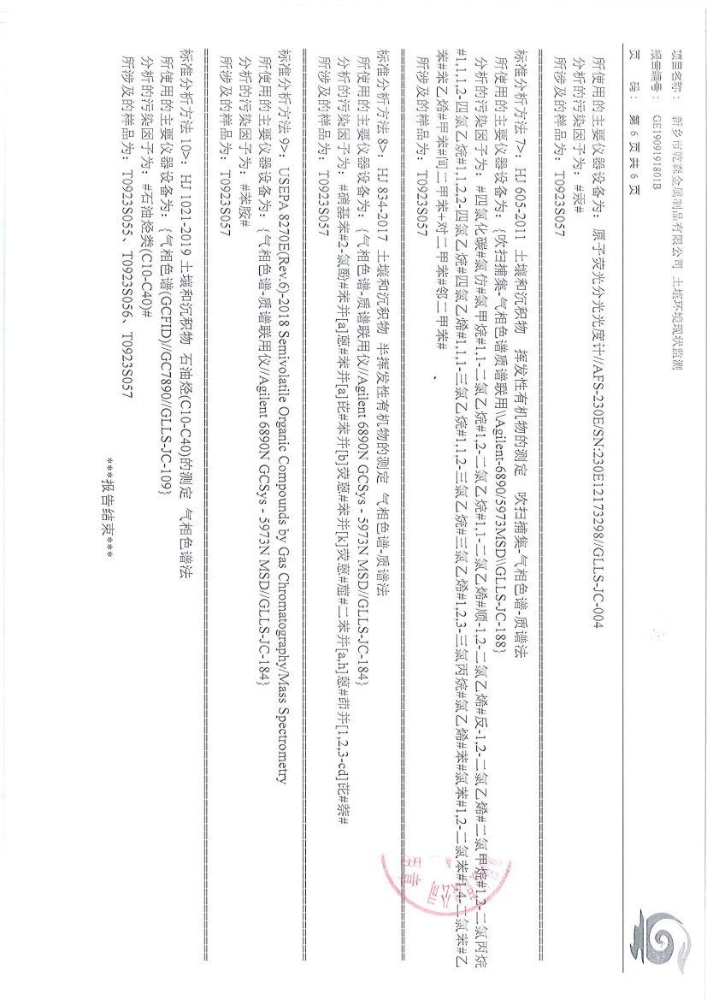 项目名称： 新乡市乾森金属制品有限公司 土壤环境现状监测
报告编号： GE1909191801B
页 码： 第 6 页 共 6 页
所使用的主要仪器设备为：原子荧光分光光度计//AFS-230E/SN:230E12173298//GLLS-JC-004
分析的污染因子为：#汞#
所涉及的样品为：T0923S057
标准分析方法 7>：HJ 605-2011 土壤和沉积物 挥发性有机物的测定 吹扫捕集-气相色谱-质谱法
所使用的主要仪器设备为：{吹扫捕集-气相色谱质谱联用\\Agilent-6890/5973MSD\\GLLS-JC-188}
分析的污染因子为：#四氯化碳#氯仿#氯甲烷#1,1-二氯乙烷#1,2-二氯乙烷#1,1-二氯乙烯#顺-1,2-二氯乙烯#反-1,2-二氯乙烯#二氯甲烷#1,2-二氯丙烷
#1,1,1,2-四氯乙烷#1,1,2,2-四氯乙烷#四氯乙烯#1,1,1-三氯乙烷#1,1,2-三氯乙烷#三氯乙烯#1,2,3-三氯丙烷#氯乙烯#苯#氯苯#1,2-二氯苯#1,4-二氯苯#乙
苯#苯乙烯#甲苯#间二甲苯+对二甲苯#邻二甲苯#
所涉及的样品为：T0923S057
标准分析方法 8>：HJ 834-2017 土壤和沉积物 半挥发性有机物的测定 气相色谱-质谱法
所使用的主要仪器设备为：{气相色谱-质谱联用仪//Agilent 6890N GCSys - 5973N MSD//GLLS-JC-184}
分析的污染因子为：#硝基苯#2-氯酚#苯并[a]蒽#苯并[a]芘#苯并[b]荧蒽#苯并[k]荧蒽#䓛#二苯并[a,h]蒽#茚并[1,2,3-cd]芘#萘#
所涉及的样品为：T0923S057
标准分析方法 9>：USEPA 8270E(Rev.6)-2018 Semivolatile Organic Compounds by Gas Chromatography/Mass Spectrometry
所使用的主要仪器设备为：{气相色谱-质谱联用仪//Agilent 6890N GCSys - 5973N MSD//GLLS-JC-184}
分析的污染因子为：#苯胺#
所涉及的样品为：T0923S057
标准分析方法 10>：HJ 1021-2019 土壤和沉积物 石油烃(C10-C40)的测定 气相色谱法
所使用的主要仪器设备为：{气相色谱(GCFID)//GC7890//GLLS-JC-109}
分析的污染因子为：#石油烃类(C10-C40)#
所涉及的样品为：T0923S055、T0923S056、T0923S057
***报告结束***